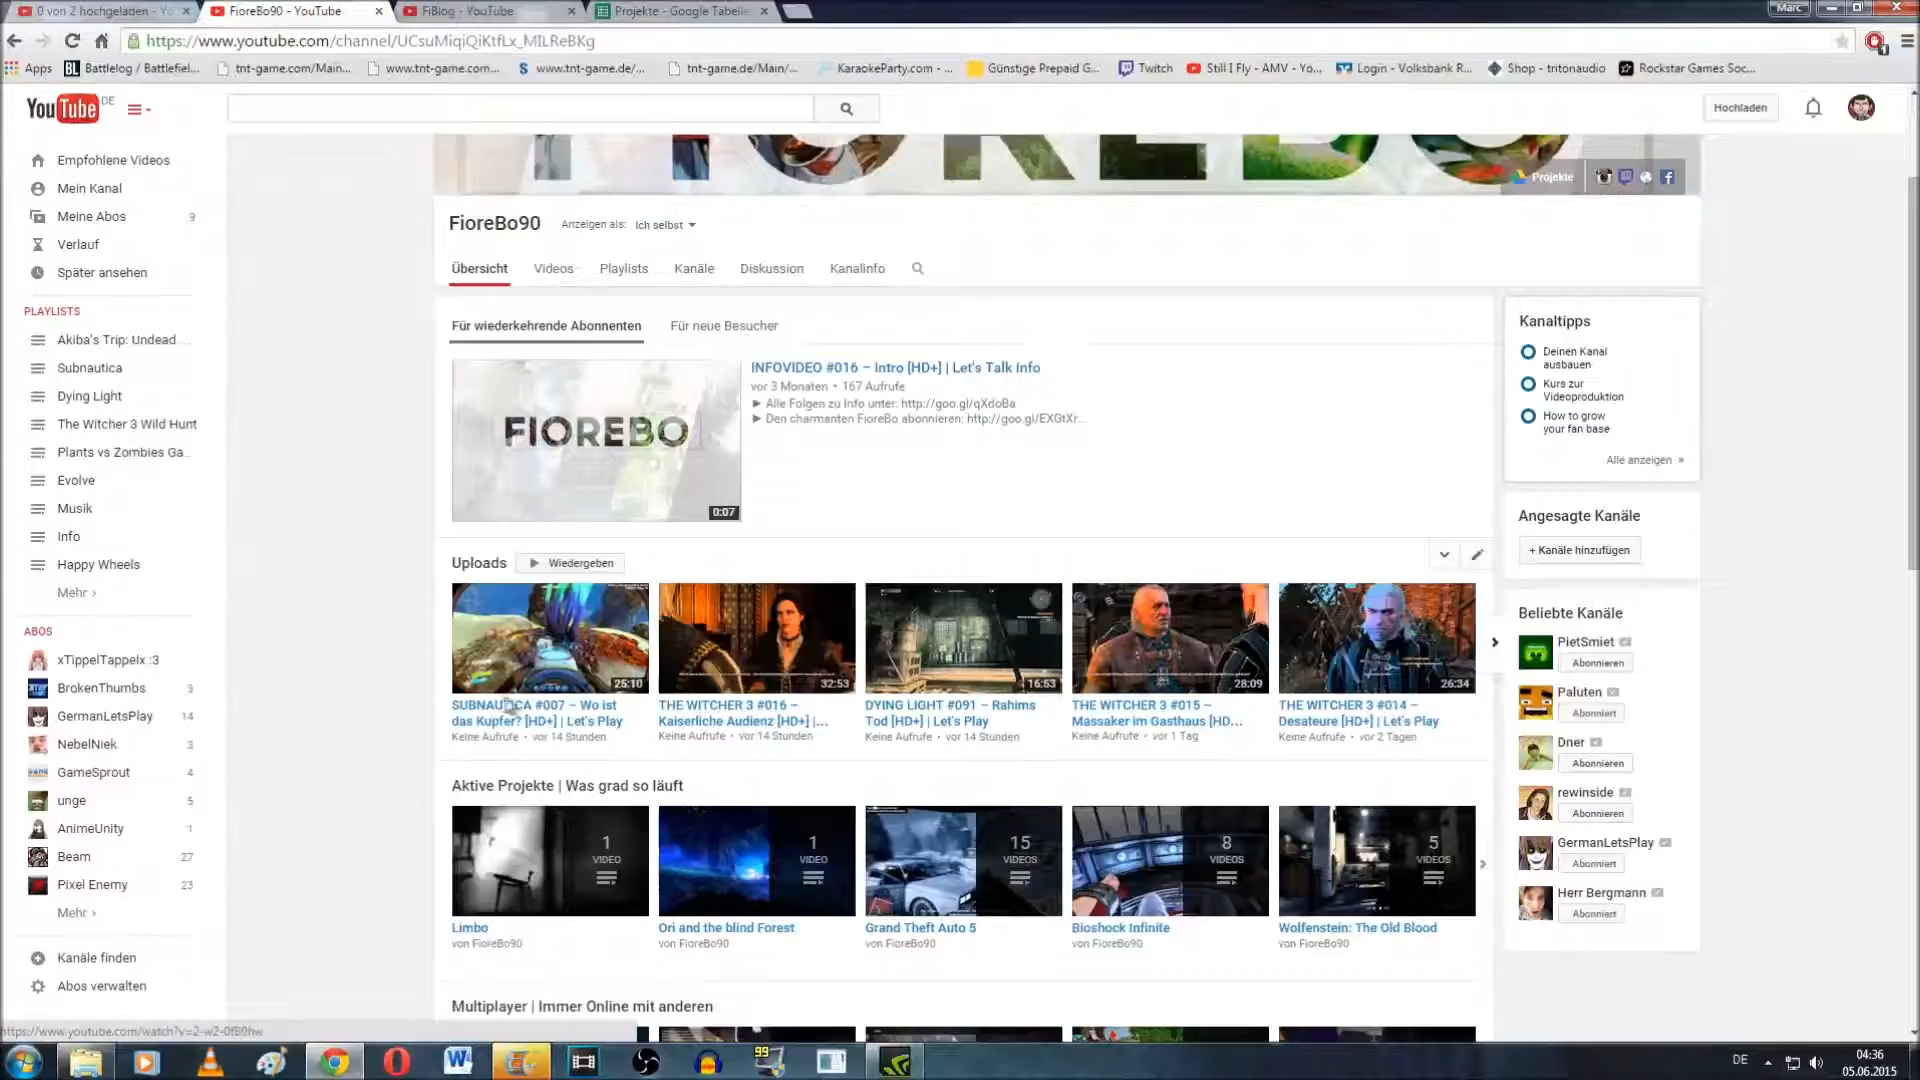 0 von 2 hochgeladen - Yo
FioreBo90 - YouTube
FiBlog - YouTube
Projekte - Google Tabelle
Marc
https://www.youtube.com/channel/UCsuMiqiQiKtfLx_MILReBKg
Apps
Battlelog / Battlefiel...
tnt-game.com/Main...
www.tnt-game.com...
www.tnt-game.de/...
tnt-game.de/Main/...
KaraokeParty.com - ...
Günstige Prepaid G...
Twitch
Still I Fly - AMV - Yo...
Login - Volksbank R...
Shop - tritonaudio
Rockstar Games Soc...
YouTube DE
Hochladen
Empfohlene Videos
Mein Kanal
Meine Abos 9
Verlauf
Später ansehen
PLAYLISTS
Akiba's Trip: Undead ...
Subnautica
Dying Light
The Witcher 3 Wild Hunt
Plants vs Zombies Ga...
Evolve
Musik
Info
Happy Wheels
Mehr ›
ABOS
xTippelTappelx :3
BrokenThumbs 3
GermanLetsPlay 14
NebelNiek 3
GameSprout 4
unge 5
AnimeUnity 1
Beam 27
Pixel Enemy 23
Mehr ›
Kanäle finden
Abos verwalten
FIOREBO
Projekte
FioreBo90
Anzeigen als: Ich selbst
Übersicht
Videos
Playlists
Kanäle
Diskussion
Kanalinfo
Für wiederkehrende Abonnenten
Für neue Besucher
FIOREBO
0:07
INFOVIDEO #016 – Intro [HD+] | Let's Talk Info
vor 3 Monaten • 167 Aufrufe
► Alle Folgen zu Info unter: http://goo.gl/qXdoBa
► Den charmanten FioreBo abonnieren: http://goo.gl/EXGtXr...
Uploads
Wiedergeben
25:10
32:53
16:53
28:09
26:34
SUBNAUTICA #007 – Wo ist
das Kupfer? [HD+] | Let's Play
Keine Aufrufe • vor 14 Stunden
THE WITCHER 3 #016 –
Kaiserliche Audienz [HD+] |...
Keine Aufrufe • vor 14 Stunden
DYING LIGHT #091 – Rahims
Tod [HD+] | Let's Play
Keine Aufrufe • vor 14 Stunden
THE WITCHER 3 #015 –
Massaker im Gasthaus [HD...
Keine Aufrufe • vor 1 Tag
THE WITCHER 3 #014 –
Desateure [HD+] | Let's Play
Keine Aufrufe • vor 2 Tagen
Aktive Projekte | Was grad so läuft
1
VIDEO
1
VIDEO
15
VIDEOS
8
VIDEOS
5
VIDEOS
Limbo
von FioreBo90
Ori and the blind Forest
von FioreBo90
Grand Theft Auto 5
von FioreBo90
Bioshock Infinite
von FioreBo90
Wolfenstein: The Old Blood
von FioreBo90
Multiplayer | Immer Online mit anderen
Kanaltipps
Deinen Kanal
ausbauen
Kurs zur
Videoproduktion
How to grow
your fan base
Alle anzeigen »
Angesagte Kanäle
+ Kanäle hinzufügen
Beliebte Kanäle
PietSmiet
Abonnieren
Paluten
Abonniert
Dner
Abonnieren
rewinside
Abonnieren
GermanLetsPlay
Abonniert
Herr Bergmann
Abonniert
https://www.youtube.com/watch?v=2-w2-0fB9hw
99
DE
04:36
05.06.2015